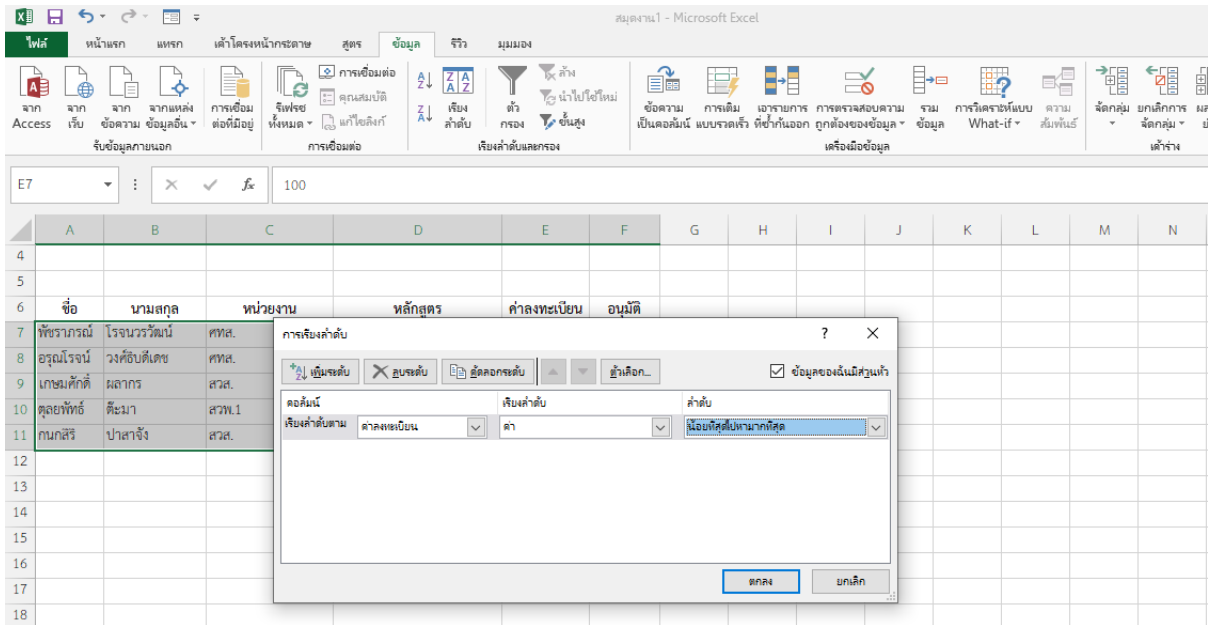 สมุดงาน1 - Microsoft Excel
ไฟล์ หน้าแรก แทรก เค้าโครงหน้ากระดาษ สูตร ข้อมูล รีวิว มุมมอง
จาก Access จาก เว็บ จาก ข้อความ จากแหล่ง ข้อมูลอื่น การเชื่อม ต่อที่มีอยู่ รีเฟรช ทั้งหมด การเชื่อมต่อ คุณสมบัติ แก้ไขลิงก์ เรียง ลำดับ ตัว กรอง ล้าง นำไปใช้ใหม่ ขั้นสูง ข้อความ เป็นคอลัมน์ การเติม แบบรวดเร็ว เอารายการ ที่ซ้ำกันออก การตรวจสอบความ ถูกต้องของข้อมูล รวม ข้อมูล การวิเคราะห์แบบ What-if ความ สัมพันธ์ จัดกลุ่ม ยกเลิกการ จัดกลุ่ม
รับข้อมูลภายนอก การเชื่อมต่อ เรียงลำดับและกรอง เครื่องมือข้อมูล เค้าร่าง
E7 fx 100
A B C D E F G H I J K L M N
4
5
6 ชื่อ นามสกุล หน่วยงาน หลักสูตร ค่าลงทะเบียน อนุมัติ
7 พัชราภรณ์ โรจนวรวัฒน์ ศทส.
8 อรุณโรจน์ วงศ์ธิบดีเดช ศทส.
9 เกษมศักดิ์ ผลากร สวส.
10 ตุลยพัทธ์ ต๊ะมา สวพ.1
11 กนกสิริ ปาสาจัง สวส.
12
13
14
15
16
17
18
การเรียงลำดับ ? ×
เพิ่มระดับ ลบระดับ คัดลอกระดับ ตัวเลือก... ข้อมูลของฉันมีส่วนหัว
คอลัมน์ เรียงลำดับ ลำดับ
เรียงลำดับตาม ค่าลงทะเบียน ค่า น้อยที่สุดไปหามากที่สุด
ตกลง ยกเลิก